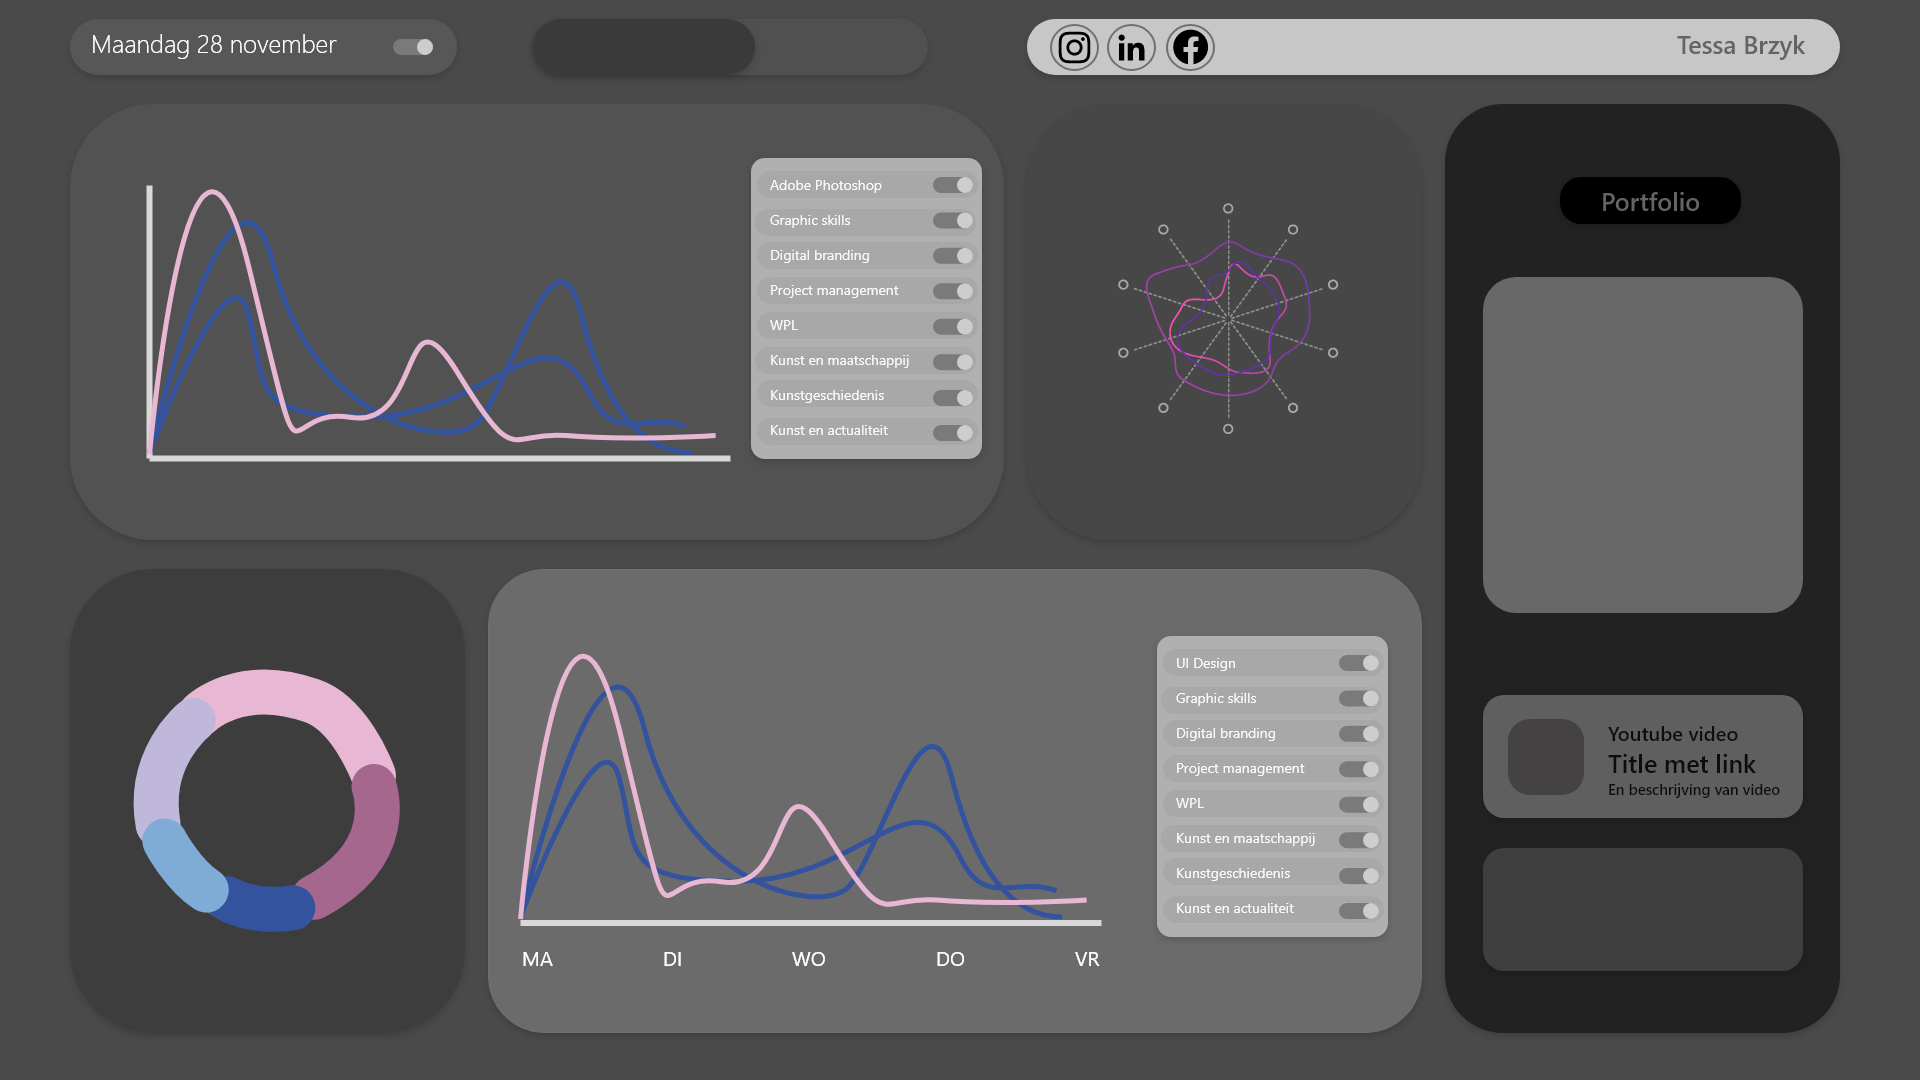 Maandag 28 november
in
Tessa Brzyk
Adobe Photoshop
Graphic skills
Digital branding
Project management
WPL
Kunst en maatschappij
Kunstgeschiedenis
Kunst en actualiteit
Portfolio
UI Design
Graphic skills
Digital branding
Project management
WPL
Kunst en maatschappij
Kunstgeschiedenis
Kunst en actualiteit
MA DI WO DO VR
Youtube video
Title met link
En beschrijving van video